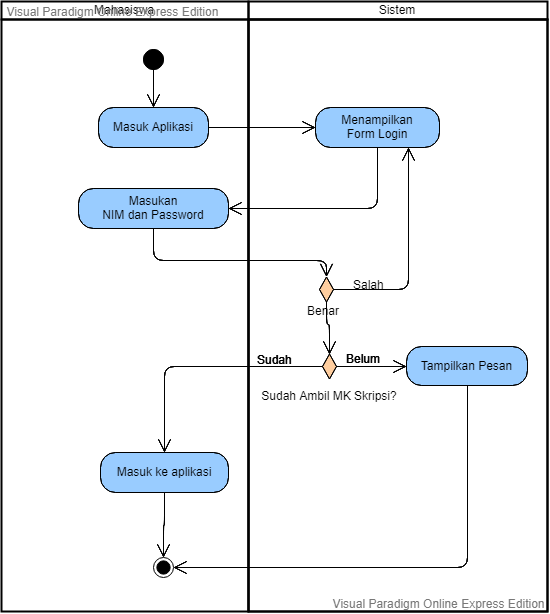 Visual Paradigm Online Express Edition
Mahasiswa
Sistem
Masuk Aplikasi
Menampilkan
Form Login
Masukan
NIM dan Password
Salah
Benar
Sudah
Belum
Tampilkan Pesan
Sudah Ambil MK Skripsi?
Masuk ke aplikasi
Visual Paradigm Online Express Edition